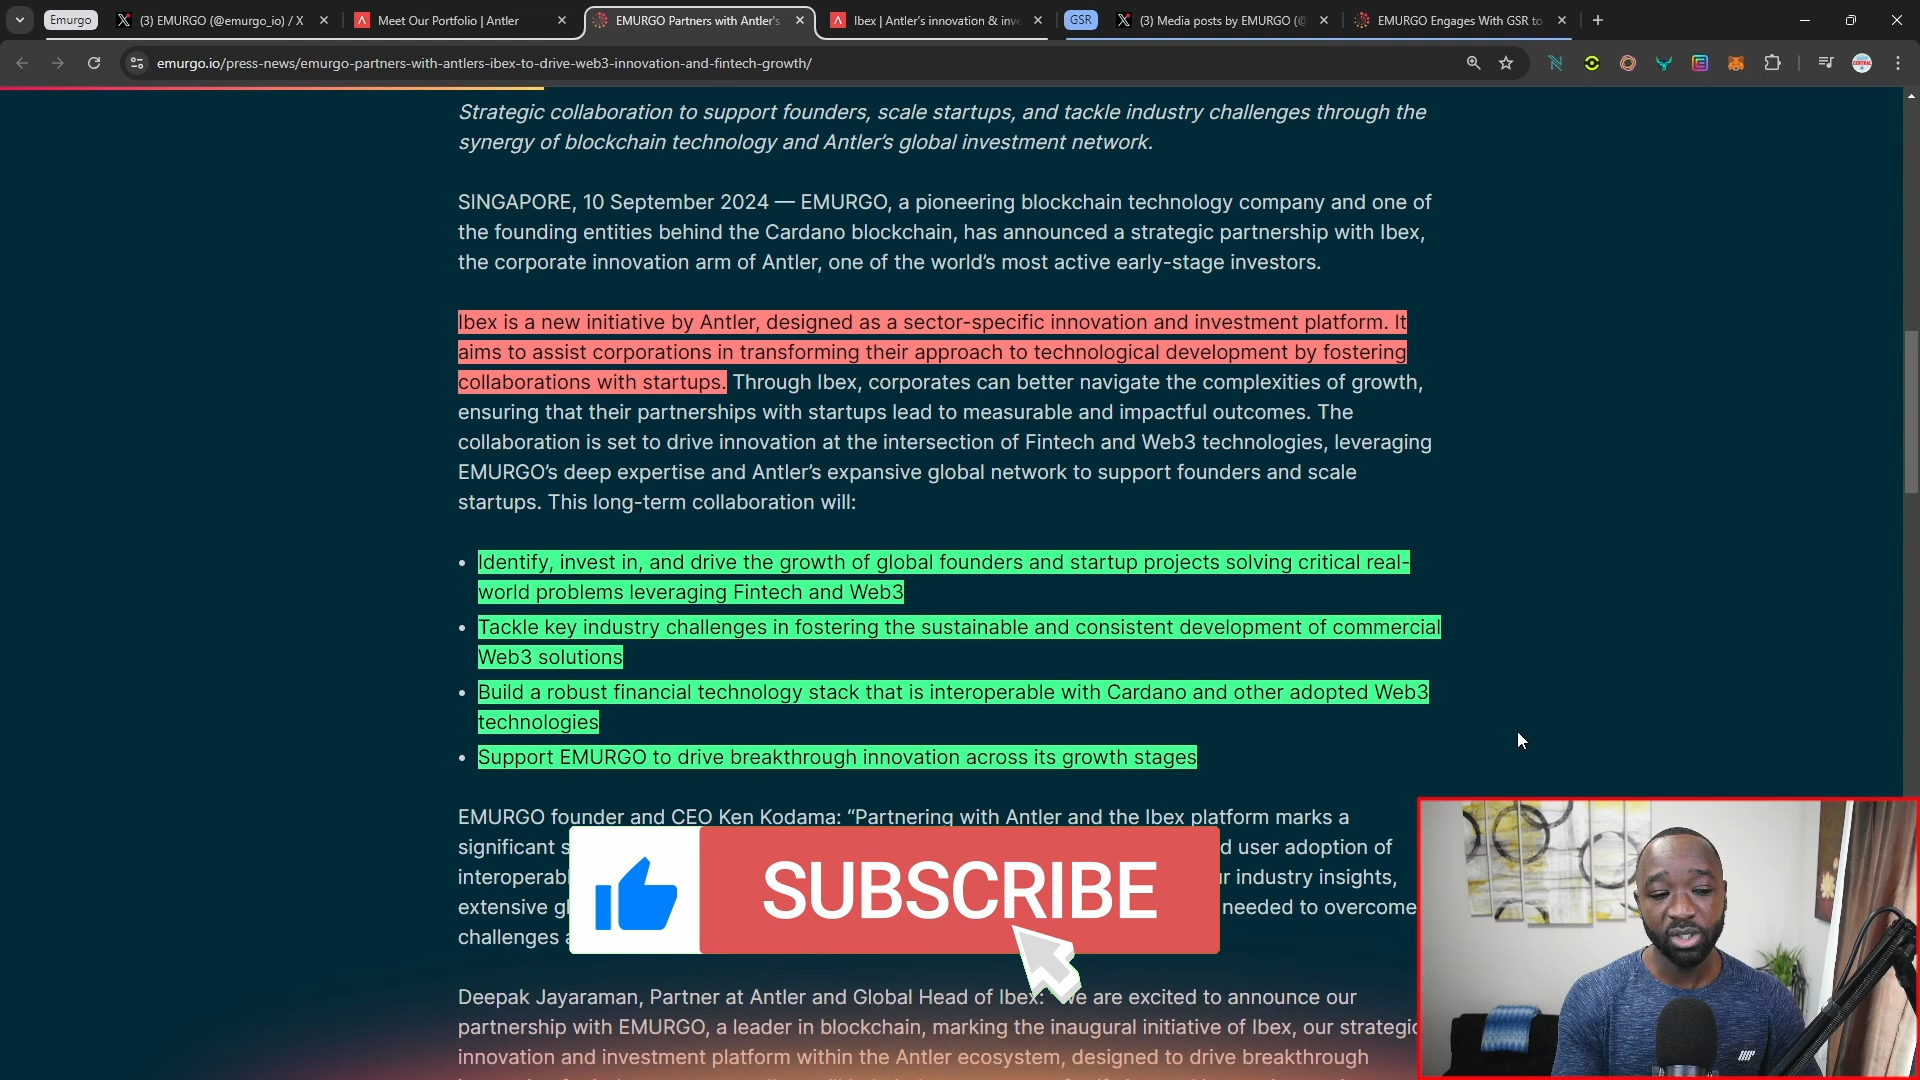 Emurgo
(3) EMURGO (@emurgo_io) / X
Meet Our Portfolio | Antler
EMURGO Partners with Antler's
Ibex | Antler's innovation & inve
GSR
(3) Media posts by EMURGO (@
EMURGO Engages With GSR to
emurgo.io/press-news/emurgo-partners-with-antlers-ibex-to-drive-web3-innovation-and-fintech-growth/
Strategic collaboration to support founders, scale startups, and tackle industry challenges through the
synergy of blockchain technology and Antler's global investment network.
SINGAPORE, 10 September 2024 — EMURGO, a pioneering blockchain technology company and one of
the founding entities behind the Cardano blockchain, has announced a strategic partnership with Ibex,
the corporate innovation arm of Antler, one of the world's most active early-stage investors.
Ibex is a new initiative by Antler, designed as a sector-specific innovation and investment platform. It
aims to assist corporations in transforming their approach to technological development by fostering
collaborations with startups. Through Ibex, corporates can better navigate the complexities of growth,
ensuring that their partnerships with startups lead to measurable and impactful outcomes. The
collaboration is set to drive innovation at the intersection of Fintech and Web3 technologies, leveraging
EMURGO's deep expertise and Antler's expansive global network to support founders and scale
startups. This long-term collaboration will:
• Identify, invest in, and drive the growth of global founders and startup projects solving critical real-
world problems leveraging Fintech and Web3
• Tackle key industry challenges in fostering the sustainable and consistent development of commercial
Web3 solutions
• Build a robust financial technology stack that is interoperable with Cardano and other adopted Web3
technologies
• Support EMURGO to drive breakthrough innovation across its growth stages
EMURGO founder and CEO Ken Kodama: “Partnering with Antler and the Ibex platform marks a
significant s d user adoption of
interoperab r industry insights,
extensive gl needed to overcome
challenges a
SUBSCRIBE
Deepak Jayaraman, Partner at Antler and Global Head of Ibex: We are excited to announce our
partnership with EMURGO, a leader in blockchain, marking the inaugural initiative of Ibex, our strategic
innovation and investment platform within the Antler ecosystem, designed to drive breakthrough